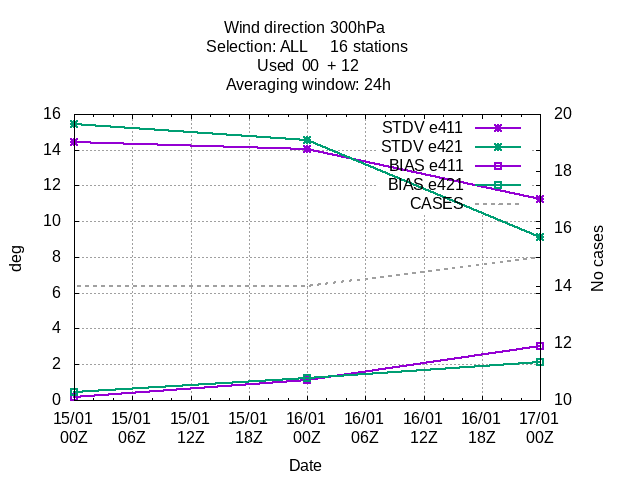 Wind direction 300hPa
Selection: ALL     16 stations
Used  00  + 12
Averaging window: 24h
16
14
12
10
8
6
4
2
0
deg
20
18
16
14
12
10
No cases
STDV e411
STDV e421
BIAS e411
BIAS e421
CASES
15/01 15/01 15/01 15/01 16/01 16/01 16/01 16/01 17/01
00Z 06Z 12Z 18Z 00Z 06Z 12Z 18Z 00Z
Date